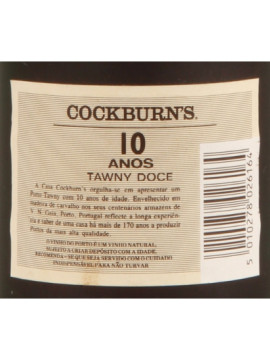 COCKBURN'S.
10
ANOS
TAWNY DOCE
A Casa Cockburn's orgulha-se em apresentar um
Porto Tawny com 10 anos de idade. Envelhecido em
madeira de carvalho nos seus centenários armazens de
V. N. Gaia, Porto. Portugal reflecte a longa experiên-
cia e saber de uma casa há mais de 170 anos a produzir
Portos da mais alta qualidade.
O VINHO DO PORTO É UM VINHO NATURAL,
SUJEITO A CRIAR DEPÓSITO COM A IDADE,
RECOMENDA-SE QUE SEJA SERVIDO COM O CUIDADO
INDISPENSÁVEL PARA NÃO TURVAR
5 010278 026164